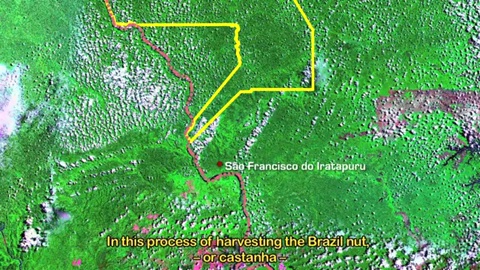 São Francisco do Iratapuru
In this process of harvesting the Brazil nut,
– or castanha –